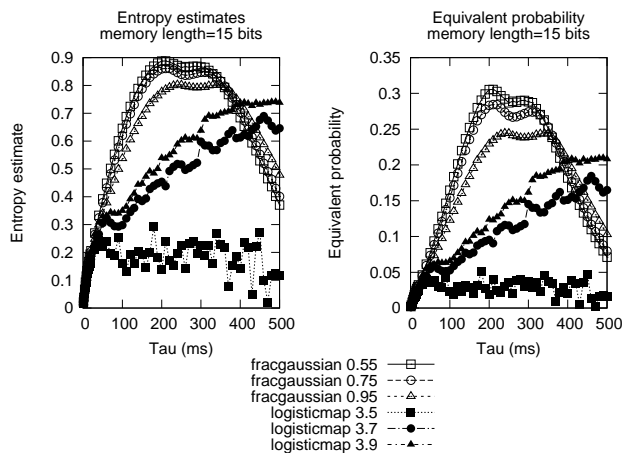 Entropy estimates
memory length=15 bits
Entropy estimate
0.9
0.8
0.7
0.6
0.5
0.4
0.3
0.2
0.1
0
0 100 200 300 400 500
Tau (ms)
Equivalent probability
memory length=15 bits
Equivalent probability
0.35
0.3
0.25
0.2
0.15
0.1
0.05
0
0 100 200 300 400 500
Tau (ms)
fracgaussian 0.55
fracgaussian 0.75
fracgaussian 0.95
logisticmap 3.5
logisticmap 3.7
logisticmap 3.9